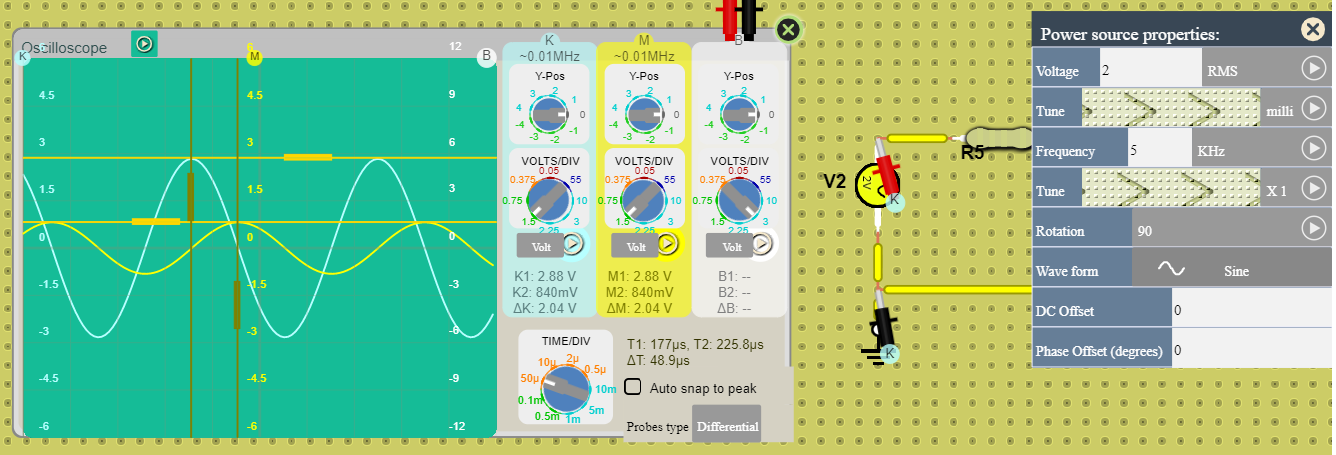 Oscilloscope
K
6
M
12
B
4.5
4.5
9
3
3
6
1.5
1.5
3
0
0
0
-1.5
-1.5
-3
-3
-3
-6
-4.5
-4.5
-9
-6
-6
-12
K
~0.01MHz
Y-Pos
4 3 2 1 0 -1 -2 -3 -4
VOLTS/DIV
0.05
0.375 55
0.75 10
1.5 3
2.25
Volt
K1: 2.88 V
K2: 840mV
ΔK: 2.04 V
M
~0.01MHz
Y-Pos
4 3 2 1 0 -1 -2 -3 -4
VOLTS/DIV
0.05
0.375 55
0.75 10
1.5 3
2.25
Volt
M1: 2.88 V
M2: 840mV
ΔM: 2.04 V
B
~0.01MHz
Y-Pos
4 3 2 1 0 -1 -2 -3 -4
VOLTS/DIV
0.05
0.375 55
0.75 10
1.5 3
2.25
Volt
B1: --
B2: --
ΔB: --
TIME/DIV
10µ 2µ 0.5µ
50µ 10m
0.1m 5m
0.5m 1m
T1: 177µs, T2: 225.8µs
ΔT: 48.9µs
Auto snap to peak
Probes type Differential
V2
2V
R5
K
K
Power source properties:
Voltage 2 RMS
Tune milli
Frequency 5 KHz
Tune X 1
Rotation 90
Wave form Sine
DC Offset 0
Phase Offset (degrees) 0